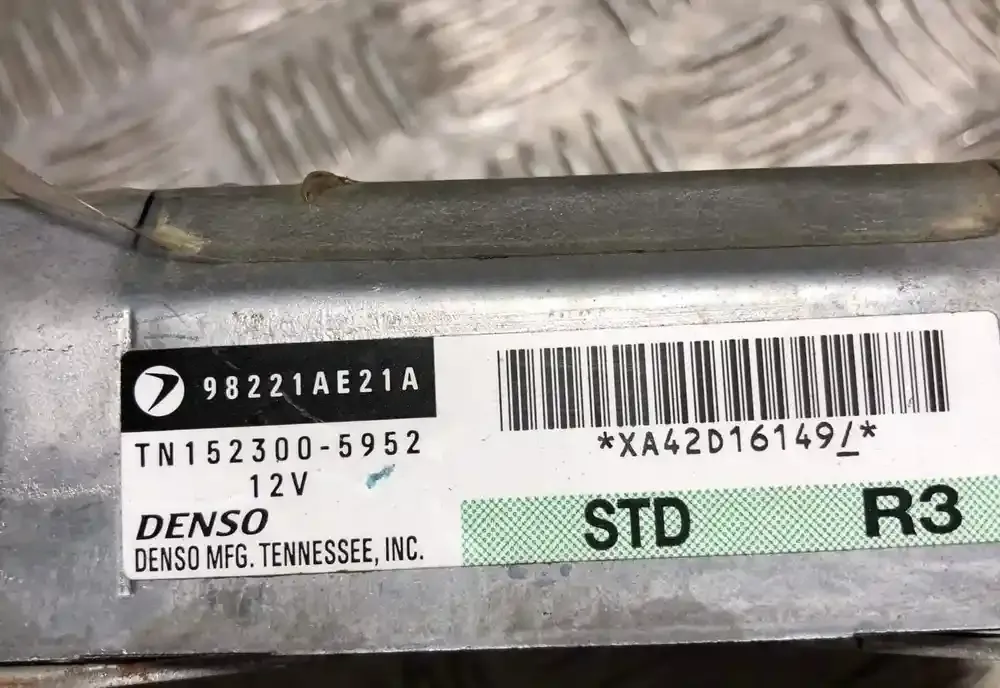 98221AE21A
TN152300-5952
12V
DENSO
DENSO MFG. TENNESSEE, INC.
*XA42D16149/*
STD R3